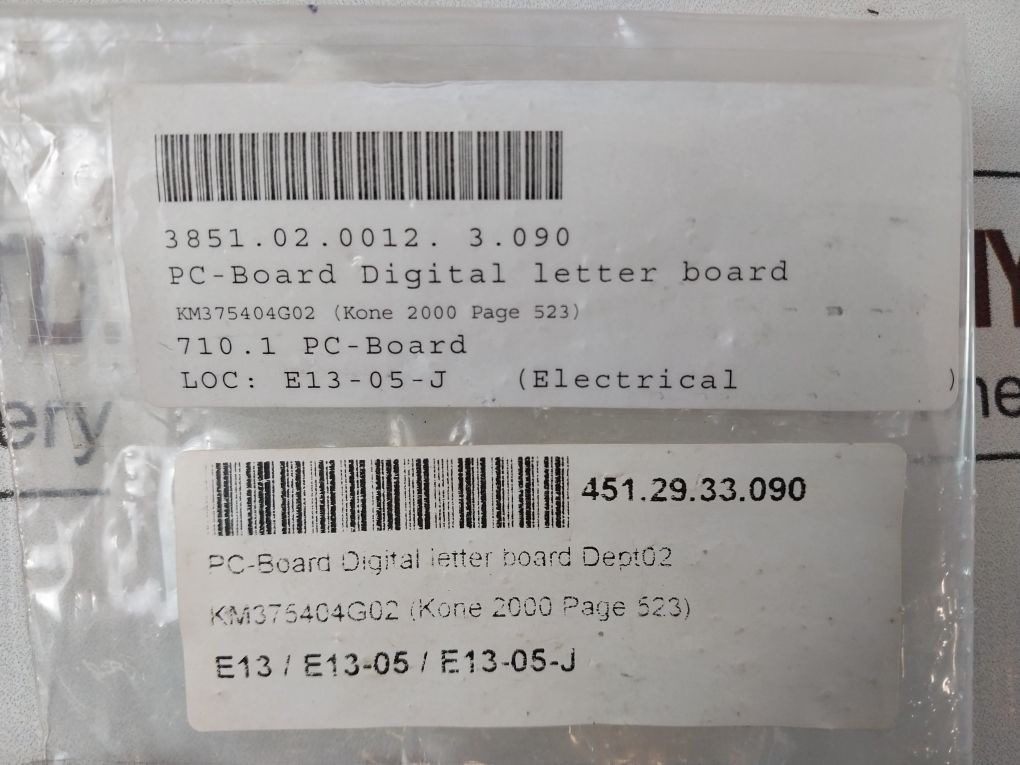 3851.02.0012. 3.090
PC-Board Digital letter board
KM375404G02 (Kone 2000 Page 523)
710.1 PC-Board
LOC: E13-05-J (Electrical )
ery
451.29.33.090
PC-Board Digital letter board Dept02
KM375404G02 (Kone 2000 Page 523)
E13 / E13-05 / E13-05-J